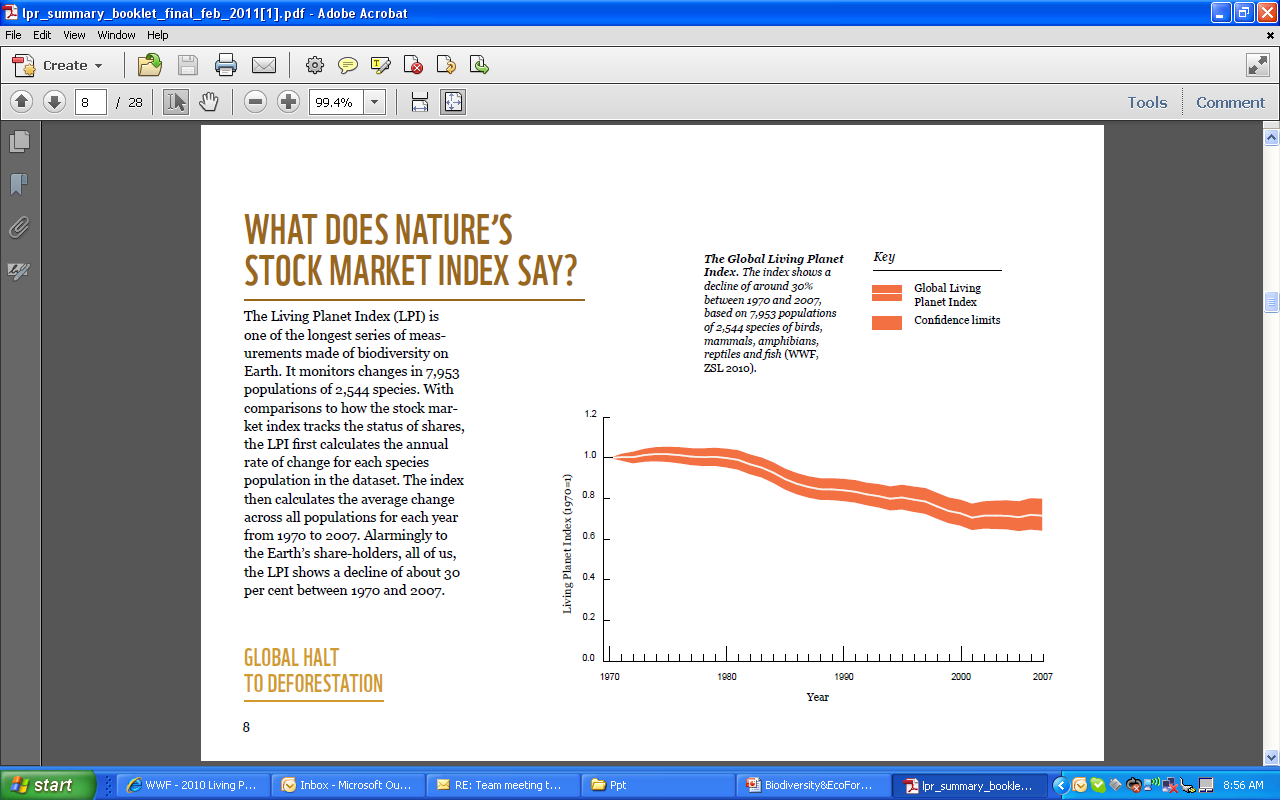 lpr_summary_booklet_final_feb_2011[1].pdf - Adobe Acrobat
File Edit View Window Help
Create
8 / 28 99.4% Tools Comment
WHAT DOES NATURE'S
STOCK MARKET INDEX SAY?
The Living Planet Index (LPI) is
one of the longest series of meas-
urements made of biodiversity on
Earth. It monitors changes in 7,953
populations of 2,544 species. With
comparisons to how the stock mar-
ket index tracks the status of shares,
the LPI first calculates the annual
rate of change for each species
population in the dataset. The index
then calculates the average change
across all populations for each year
from 1970 to 2007. Alarmingly to
the Earth's share-holders, all of us,
the LPI shows a decline of about 30
per cent between 1970 and 2007.
GLOBAL HALT
TO DEFORESTATION
8
The Global Living Planet
Index. The index shows a
decline of around 30%
between 1970 and 2007,
based on 7,953 populations
of 2,544 species of birds,
mammals, amphibians,
reptiles and fish (WWF,
ZSL 2010).
Key
Global Living
Planet Index
Confidence limits
Living Planet Index (1970=1)
1.2
1.0
0.8
0.6
0.4
0.2
0.0
1970 1980 1990 2000 2007
Year
start WWF - 2010 Living P... Inbox - Microsoft Ou... RE: Team meeting t... Ppt Biodiversity&EcoFor... lpr_summary_bookle... 8:56 AM